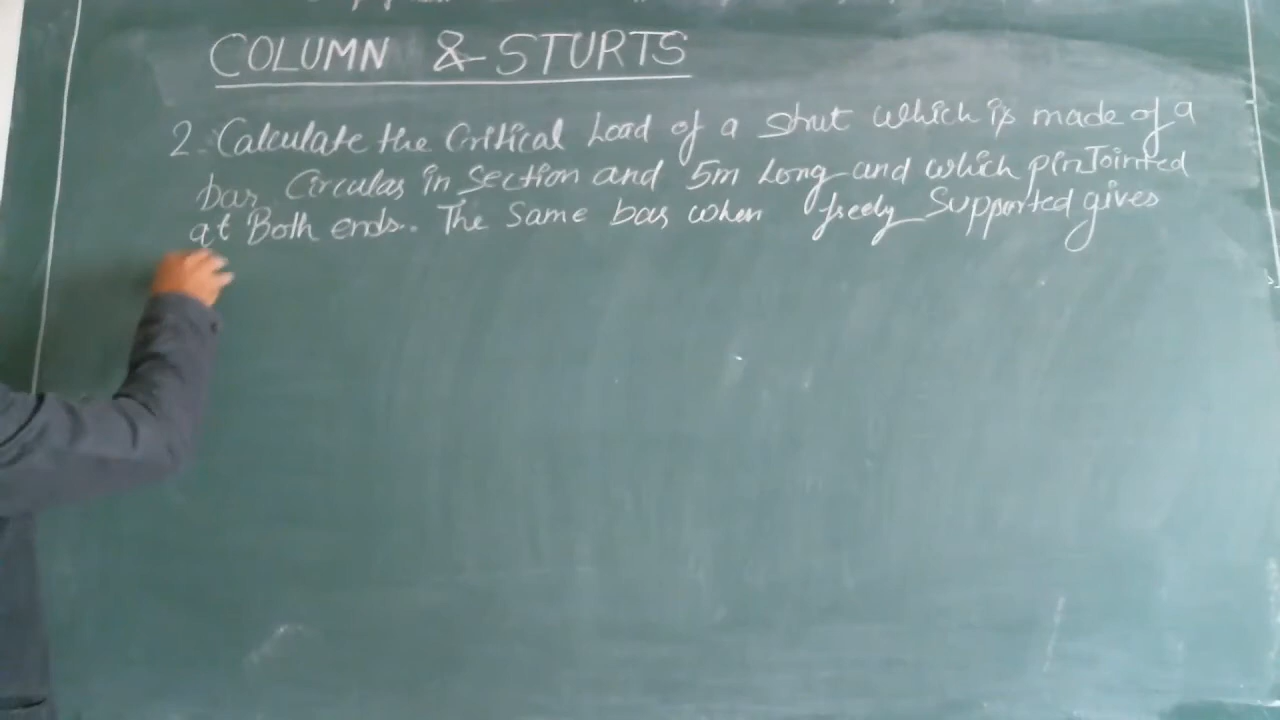 COLUMN & STURTS
2. Calculate the Critical Load of a strut which is made of a
bar Circular in section and 5m Long and which pin Jointed
at Both ends. The Same bar when freely Supported gives